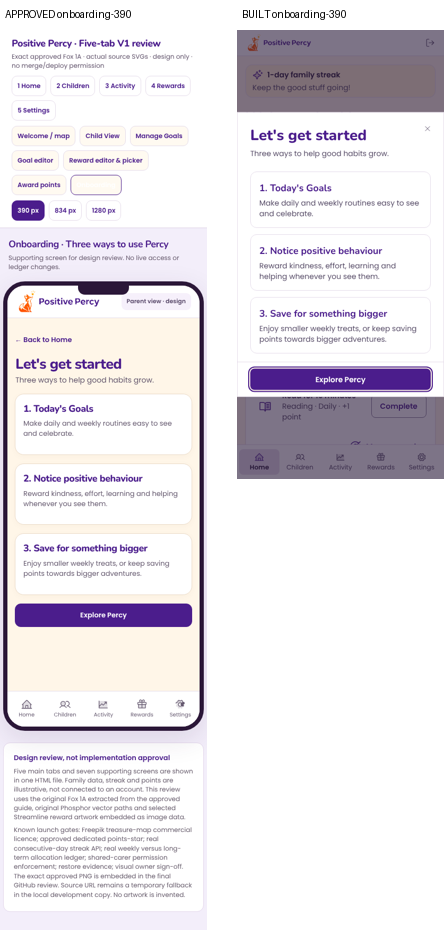 APPROVED onboarding-390
Positive Percy · Five-tab V1 review
Exact approved Fox 1A · actual source SVGs · design only ·
no merge/deploy permission
1 Home
2 Children
3 Activity
4 Rewards
5 Settings
Welcome / map
Child View
Manage Goals
Goal editor
Reward editor & picker
Award points
390 px
834 px
1280 px
Onboarding · Three ways to use Percy
Supporting screen for design review. No live access or
ledger changes.
Positive Percy
Parent view · design
← Back to Home
Let's get started
Three ways to help good habits grow.
1. Today's Goals
Make daily and weekly routines easy to see
and celebrate.
2. Notice positive behaviour
Reward kindness, effort, learning and helping
whenever you see them.
3. Save for something bigger
Enjoy smaller weekly treats, or keep saving
points towards bigger adventures.
Explore Percy
Home
Children
Activity
Rewards
Settings
Design review, not implementation approval
Five main tabs and seven supporting screens are shown
in one HTML file. Family data, streak and points are
illustrative, not connected to an account. This review
uses the original Fox 1A extracted from the approved
guide, original Phosphor vector paths and selected
Streamline reward artwork embedded as image data.
Known launch gates: Freepik treasure-map commercial
licence; approved dedicated points-star; real
consecutive-day streak API; real weekly versus long-
term allocation ledger; shared-carer permission
enforcement; restore evidence; visual owner sign-off.
The exact approved PNG is embedded in the final
GitHub review. Source URL remains a temporary fallback
in the local development copy. No artwork is invented.
BUILT onboarding-390
Positive Percy
1-day family streak
Keep the good stuff going!
Let's get started
×
Three ways to help good habits grow.
1. Today's Goals
Make daily and weekly routines easy to see
and celebrate.
2. Notice positive behaviour
Reward kindness, effort, learning and
helping whenever you see them.
3. Save for something bigger
Enjoy smaller weekly treats, or keep saving
points towards bigger adventures.
Explore Percy
Reading · Daily · +1
point
Complete
Home
Children
Activity
Rewards
Settings